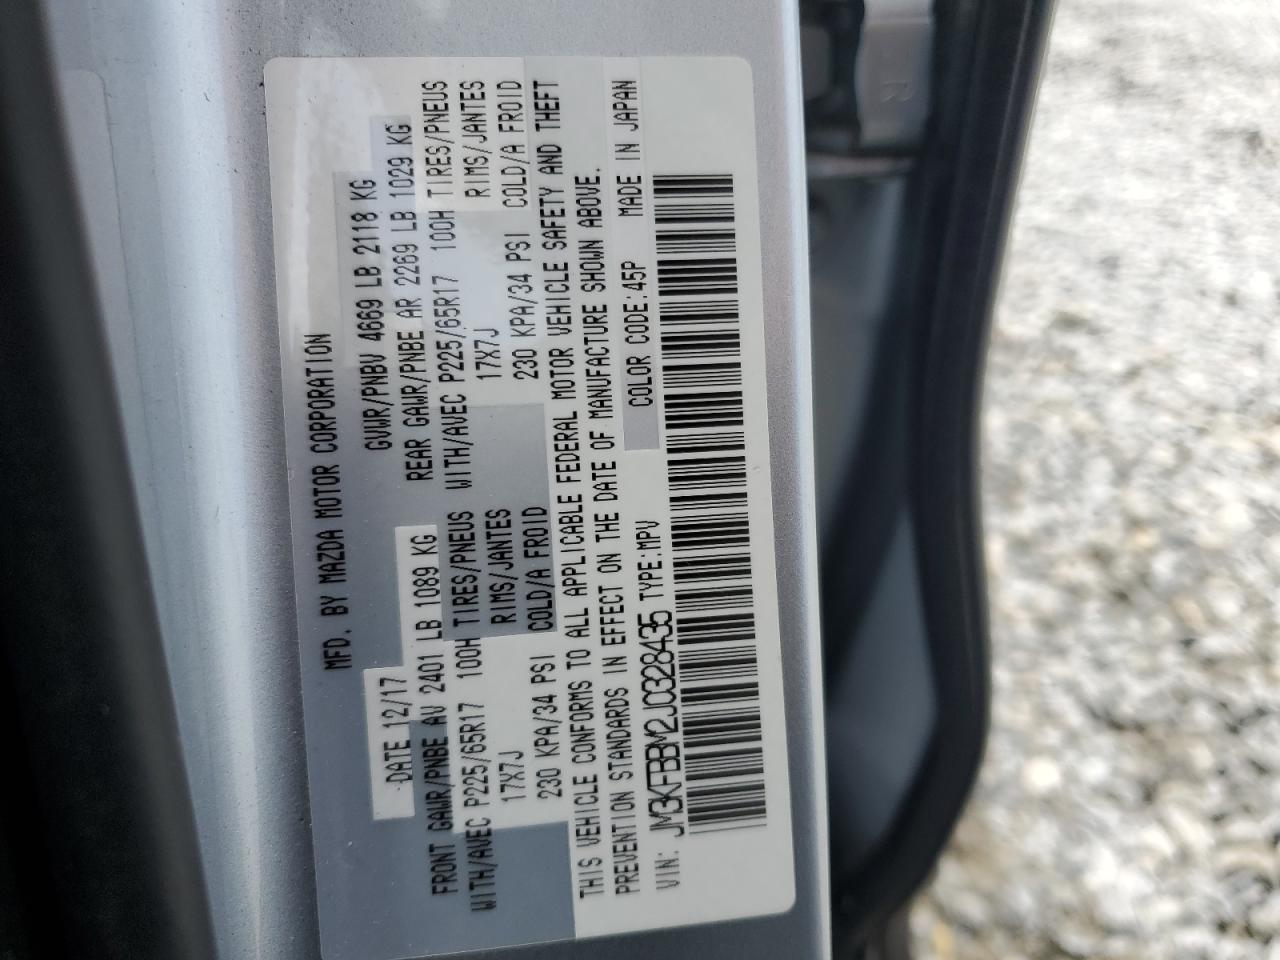 MFD. BY MAZDA MOTOR CORPORATION
DATE 12/17 GVWR/PNBV 4669 LB 2118 KG
FRONT GAWR/PNBE AV 2401 LB 1089 KG REAR GAWR/PNBE AR 2269 LB 1029 KG
WITH/AVEC P225/65R17 100H TIRES/PNEUS WITH/AVEC P225/65R17 100H TIRES/PNEUS
17X7J RIMS/JANTES 17X7J RIMS/JANTES
230 KPA/34 PSI COLD/A FROID 230 KPA/34 PSI COLD/A FROID
THIS VEHICLE CONFORMS TO ALL APPLICABLE FEDERAL MOTOR VEHICLE SAFETY AND THEFT
PREVENTION STANDARDS IN EFFECT ON THE DATE OF MANUFACTURE SHOWN ABOVE.
VIN: JM3KFBBM2J0328435 TYPE:MPV COLOR CODE:45P MADE IN JAPAN
R